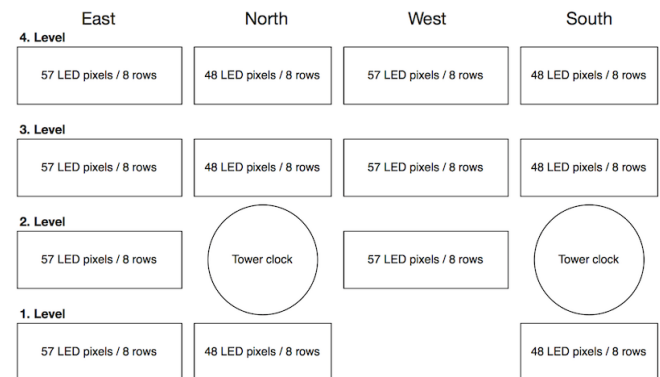 East North West South
4. Level
57 LED pixels / 8 rows 48 LED pixels / 8 rows 57 LED pixels / 8 rows 48 LED pixels / 8 rows
3. Level
57 LED pixels / 8 rows 48 LED pixels / 8 rows 57 LED pixels / 8 rows 48 LED pixels / 8 rows
2. Level
57 LED pixels / 8 rows Tower clock 57 LED pixels / 8 rows Tower clock
1. Level
57 LED pixels / 8 rows 48 LED pixels / 8 rows 48 LED pixels / 8 rows